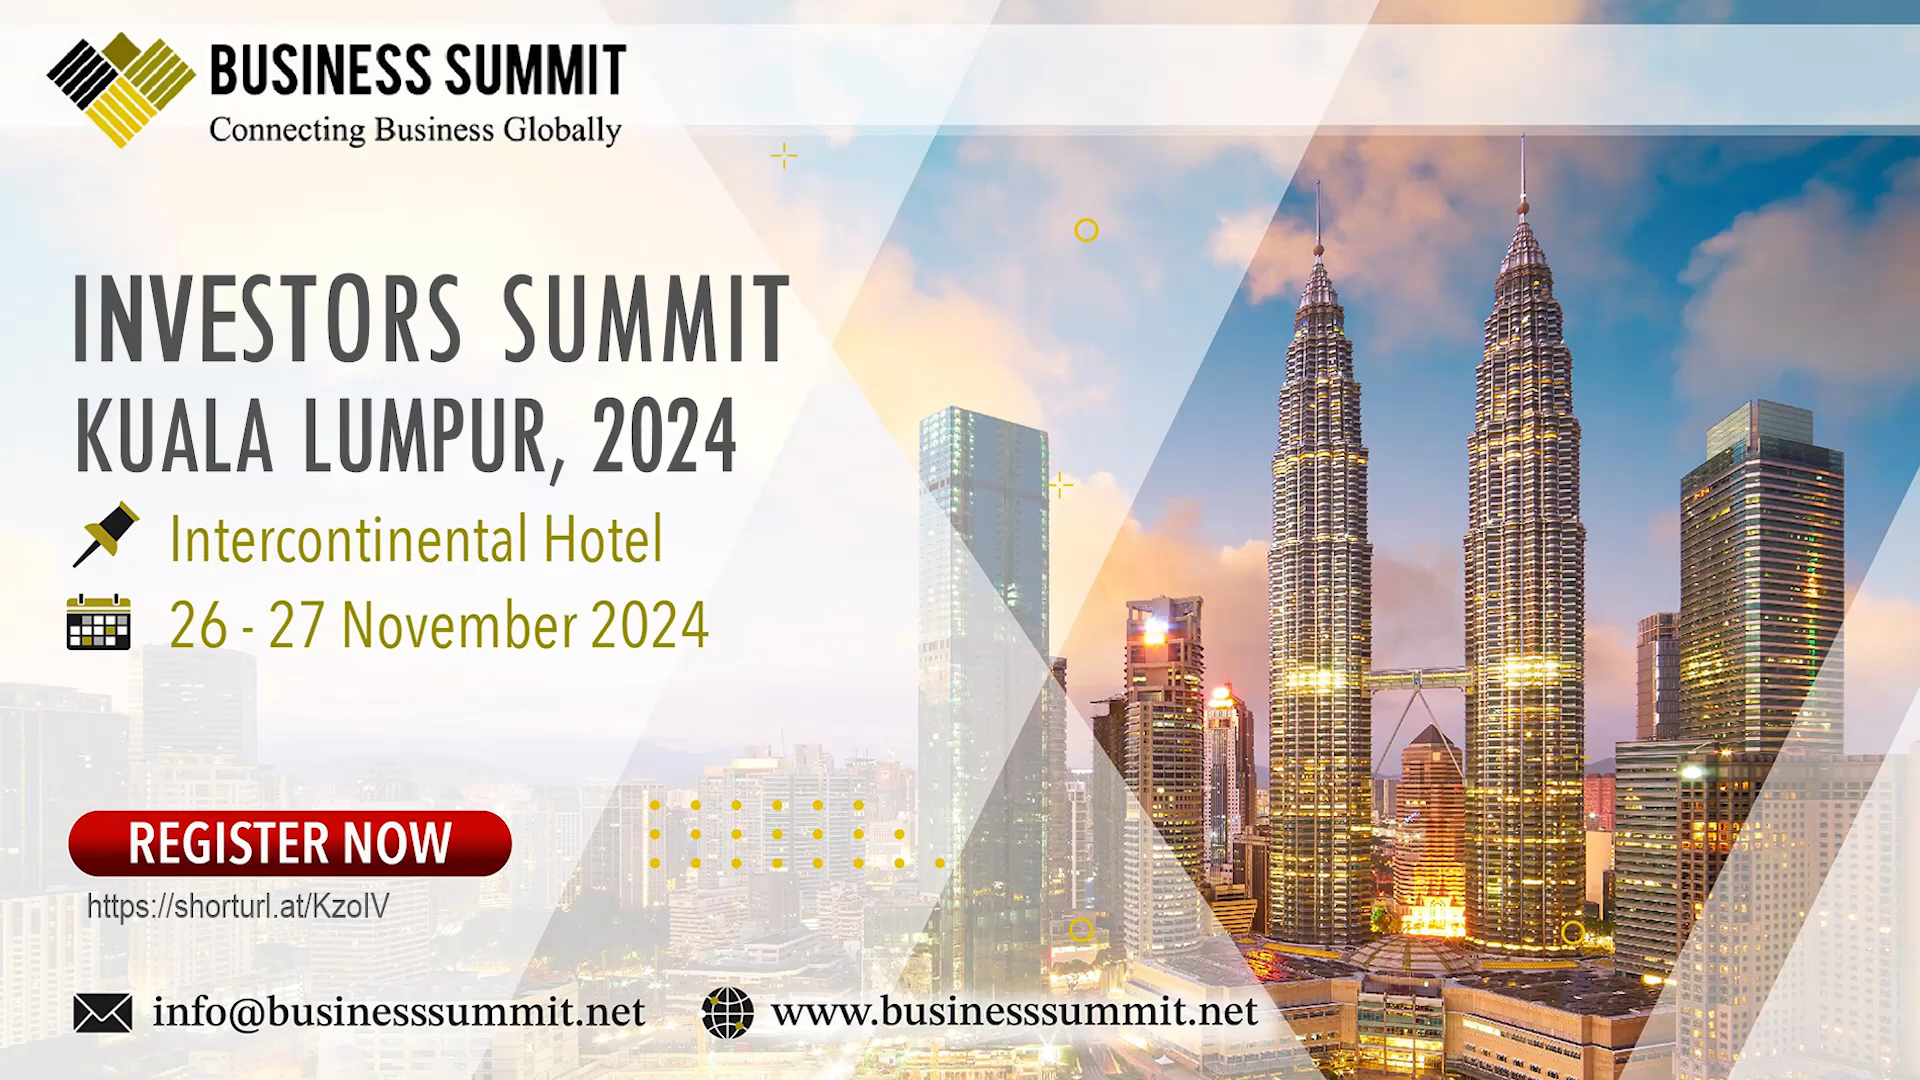 BUSINESS SUMMIT
Connecting Business Globally
INVESTORS SUMMIT
KUALA LUMPUR, 2024
Intercontinental Hotel
26 - 27 November 2024
REGISTER NOW
https://shorturl.at/KzoIV
info@businesssummit.net
www.businesssummit.net